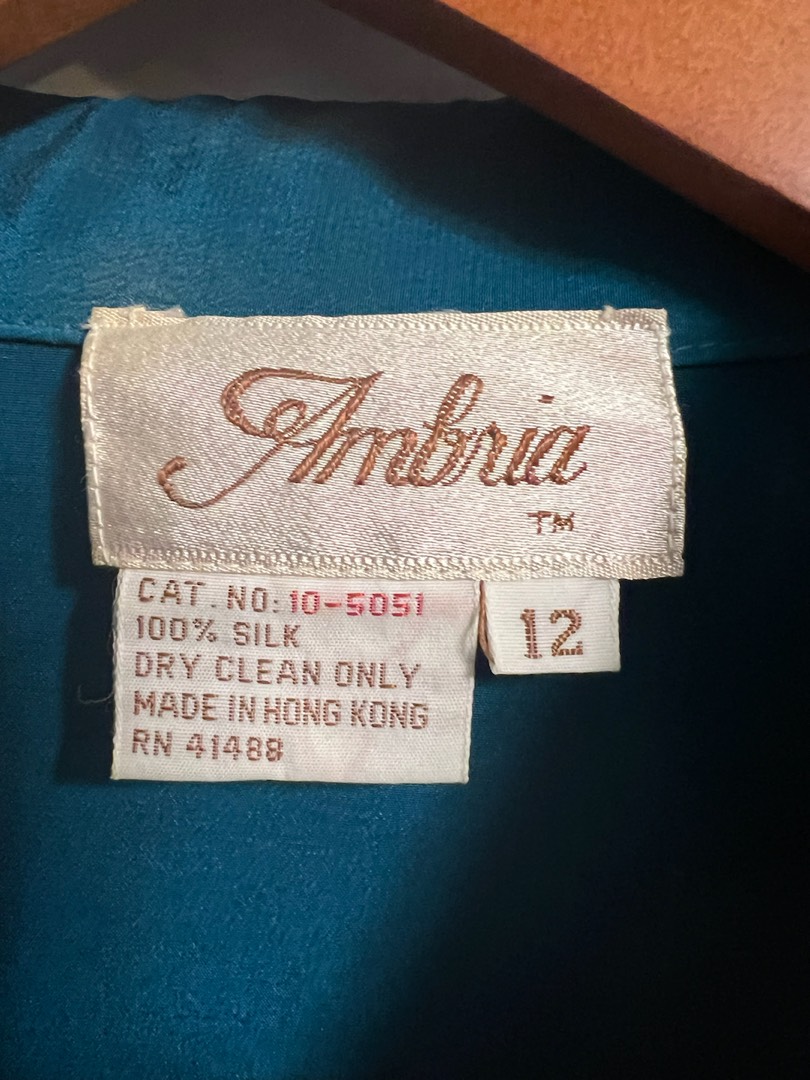 Ambria
TM
CAT. NO: 10-5051
100% SILK
DRY CLEAN ONLY
MADE IN HONG KONG
RN 41488
12